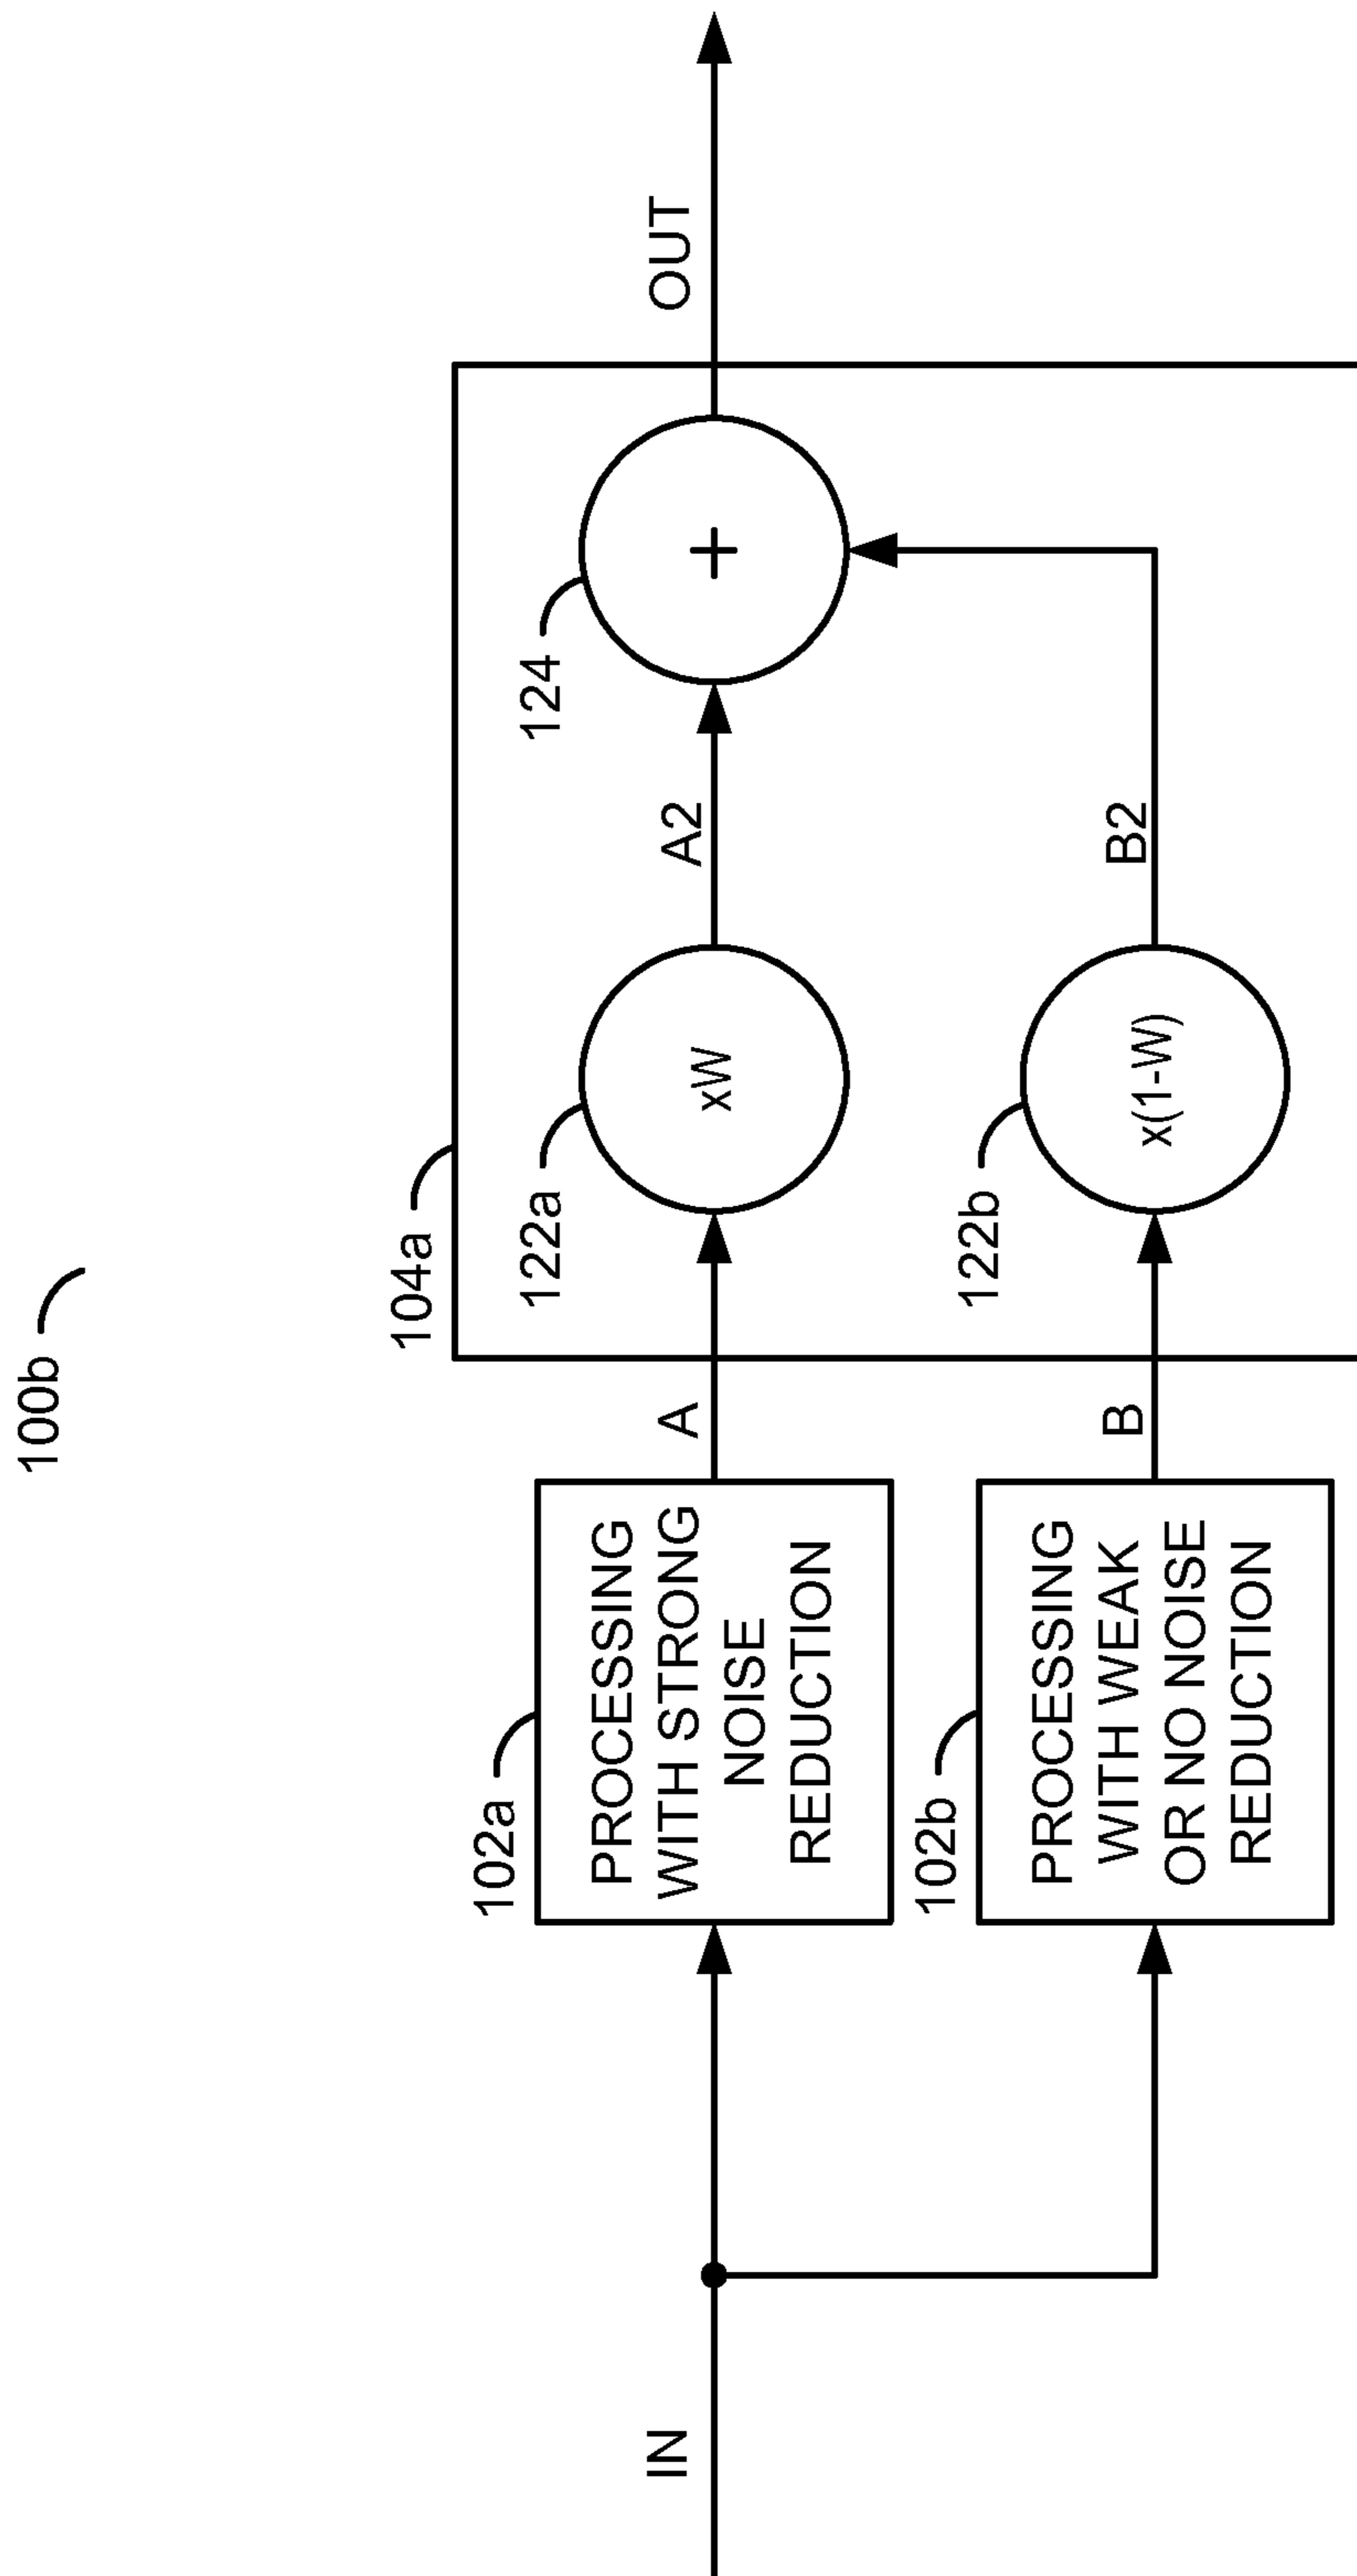 100b
104a
IN
102a
PROCESSING
WITH STRONG
NOISE
REDUCTION
A
122a
xW
A2
124
+
OUT
102b
PROCESSING
WITH WEAK
OR NO NOISE
REDUCTION
B
122b
x(1-W)
B2